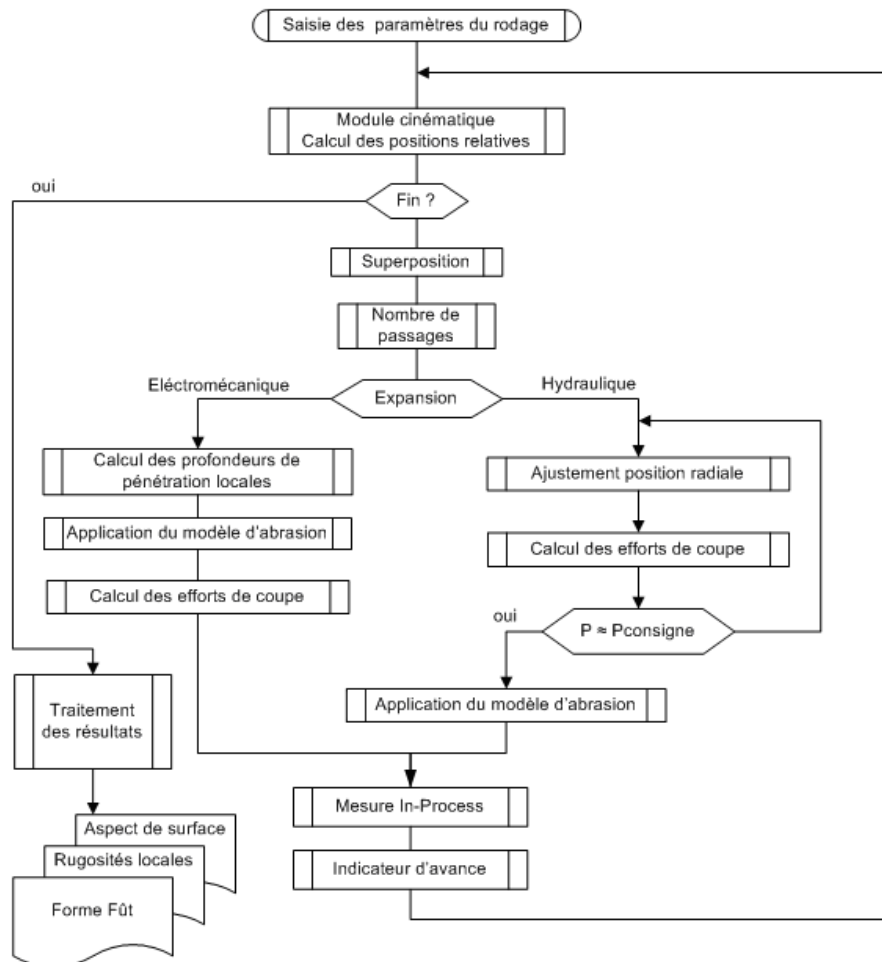 Saisie des paramètres du rodage
Module cinématique
Calcul des positions relatives
oui
Fin ?
Superposition
Nombre de
passages
Eléctromécanique
Expansion
Hydraulique
Calcul des profondeurs de
pénétration locales
Application du modèle d'abrasion
Calcul des efforts de coupe
Ajustement position radiale
Calcul des efforts de coupe
oui
P ≈ Pconsigne
Application du modèle d'abrasion
Traitement
des résultats
Mesure In-Process
Indicateur d'avance
Aspect de surface
Rugosités locales
Forme Fût